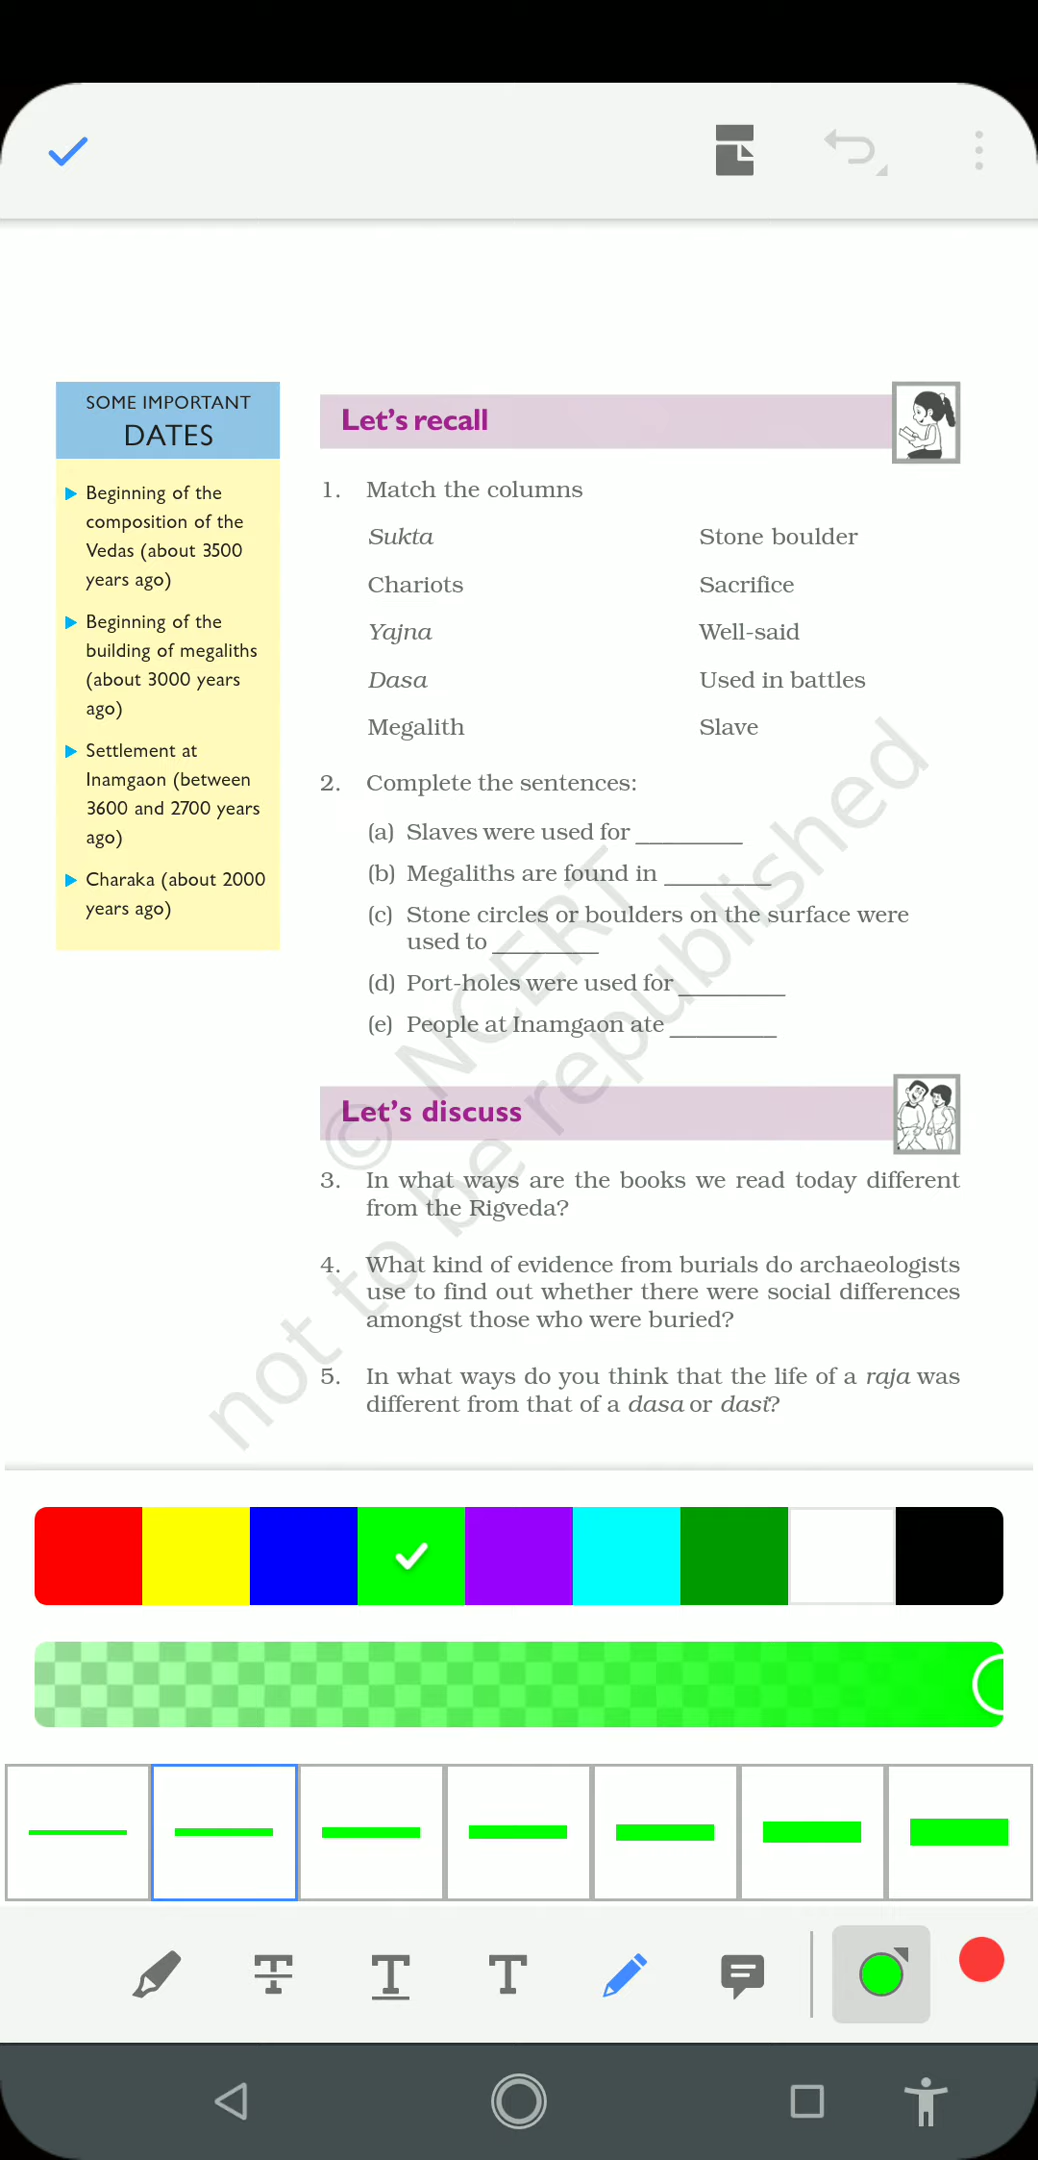 SOME IMPORTANT
DATES
Beginning of the
composition of the
Vedas (about 3500
years ago)
Beginning of the
building of megaliths
(about 3000 years
ago)
Settlement at
Inamgaon (between
3600 and 2700 years
ago)
Charaka (about 2000
years ago)
Let's recall
1. Match the columns
Sukta Stone boulder
Chariots Sacrifice
Yajna Well-said
Dasa Used in battles
Megalith Slave
2. Complete the sentences:
(a) Slaves were used for ________
(b) Megaliths are found in ________
(c) Stone circles or boulders on the surface were
used to ________
(d) Port-holes were used for ________
(e) People at Inamgaon ate ________
Let's discuss
3. In what ways are the books we read today different
from the Rigveda?
4. What kind of evidence from burials do archaeologists
use to find out whether there were social differences
amongst those who were buried?
5. In what ways do you think that the life of a raja was
different from that of a dasa or dasi?
© NCERT
not to be republished
T T T